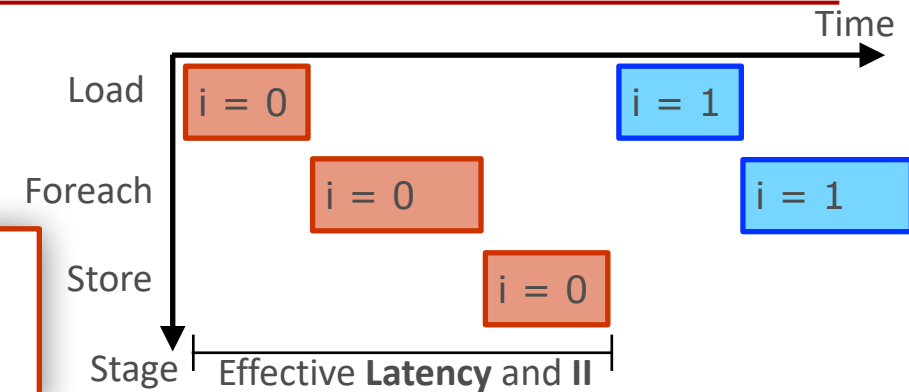 Time
Load
i = 0
i = 1
Foreach
i = 0
i = 1
Store
i = 0
Stage
Effective Latency and II